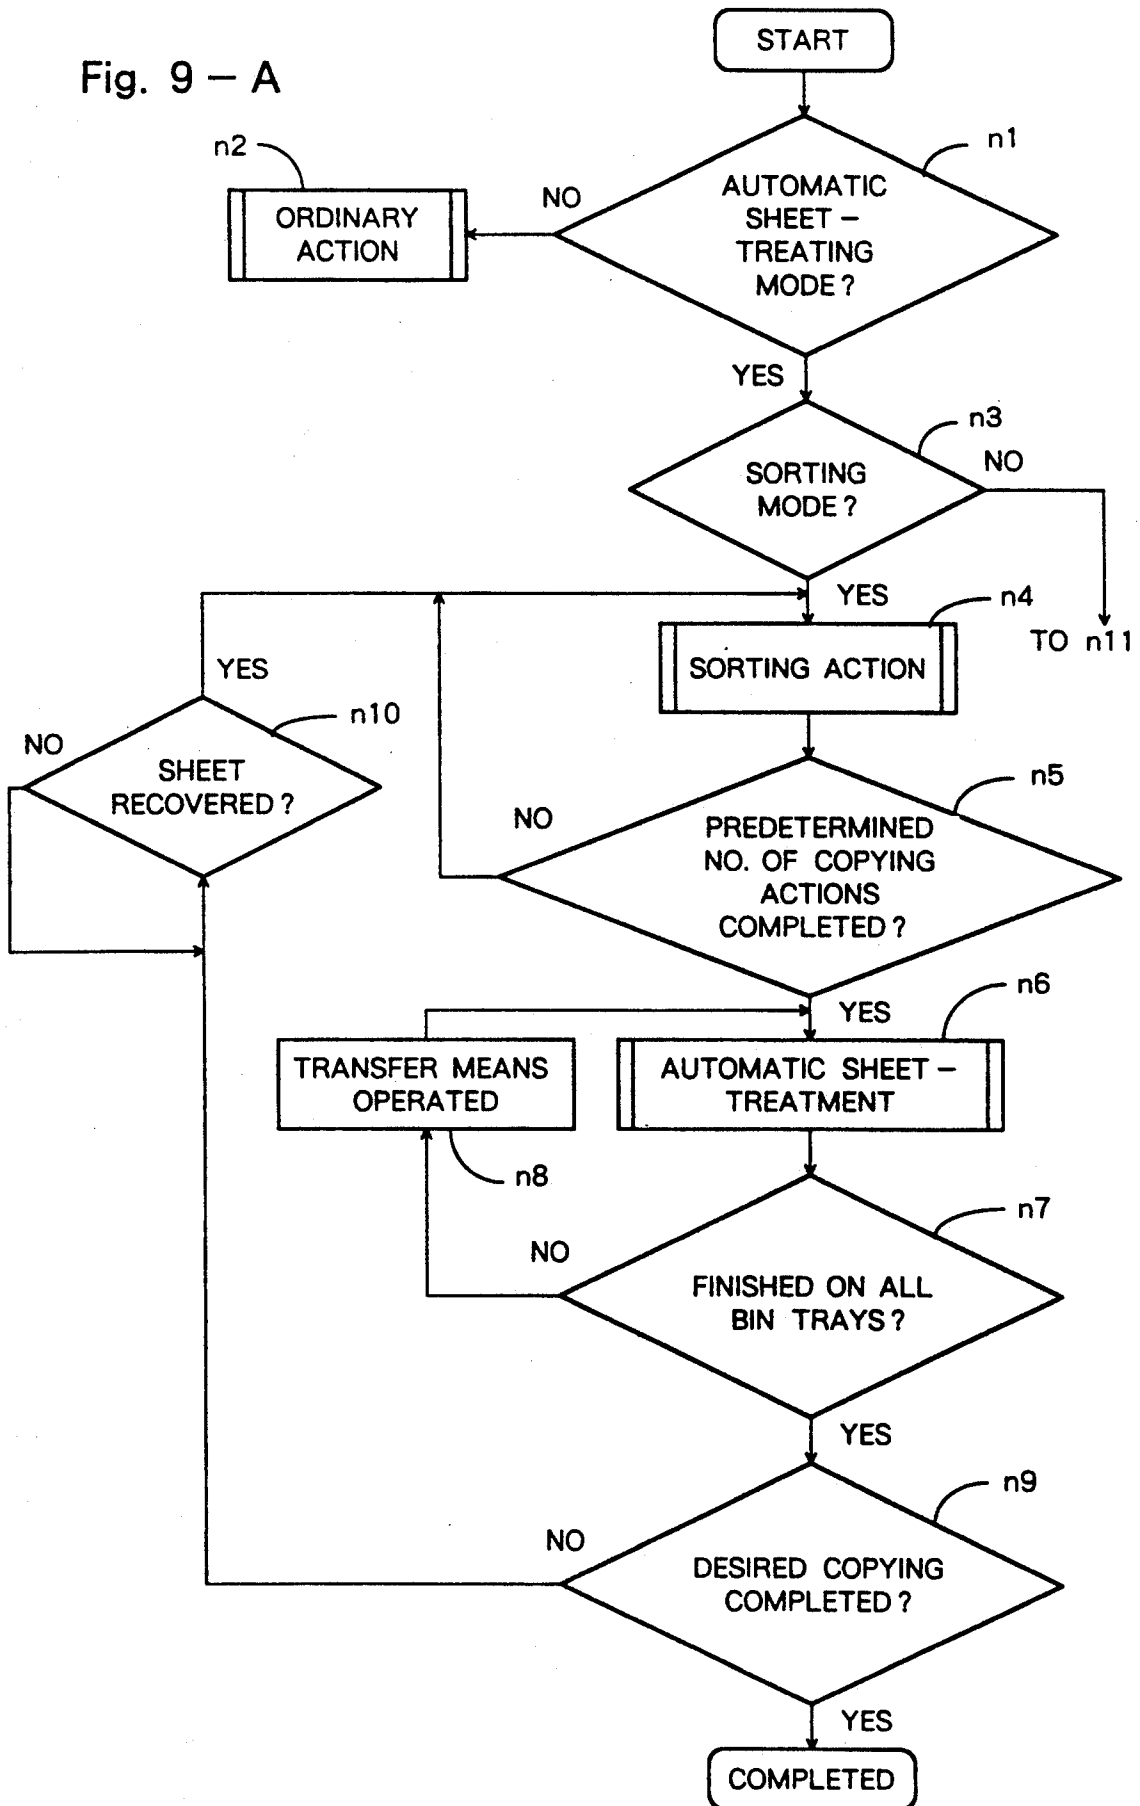 START
Fig. 9 – A
n1
n2
NO
AUTOMATIC
SHEET –
TREATING
MODE ?
ORDINARY
ACTION
YES
n3
NO
SORTING
MODE ?
YES
n4
TO n11
SORTING ACTION
YES
n10
NO
SHEET
RECOVERED ?
n5
NO
PREDETERMINED
NO. OF COPYING
ACTIONS
COMPLETED ?
n6
YES
TRANSFER MEANS
OPERATED
AUTOMATIC SHEET –
TREATMENT
n8
n7
NO
FINISHED ON ALL
BIN TRAYS ?
YES
n9
NO
DESIRED COPYING
COMPLETED ?
YES
COMPLETED